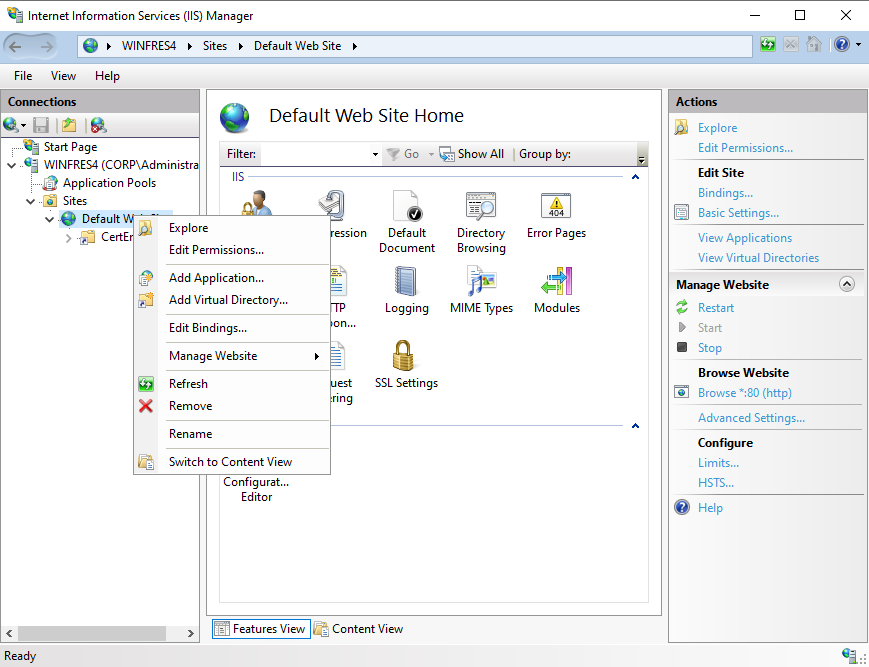 Internet Information Services (IIS) Manager
WINFRES4 Sites Default Web Site
File View Help
Connections
Start Page
WINFRES4 (CORP\Administra
Application Pools
Sites
Default We
CertEn
Explore
Edit Permissions...
Add Application...
Add Virtual Directory...
Edit Bindings...
Manage Website
Refresh
Remove
Rename
Switch to Content View
Default Web Site Home
Filter: Go Show All Group by:
IIS
ression
Default
Document
Directory
Browsing
Error Pages
TP
pon...
Logging
MIME Types
Modules
uest
ering
SSL Settings
Configurat...
Editor
Features View Content View
Actions
Explore
Edit Permissions...
Edit Site
Bindings...
Basic Settings...
View Applications
View Virtual Directories
Manage Website
Restart
Start
Stop
Browse Website
Browse *:80 (http)
Advanced Settings...
Configure
Limits...
HSTS...
Help
Ready